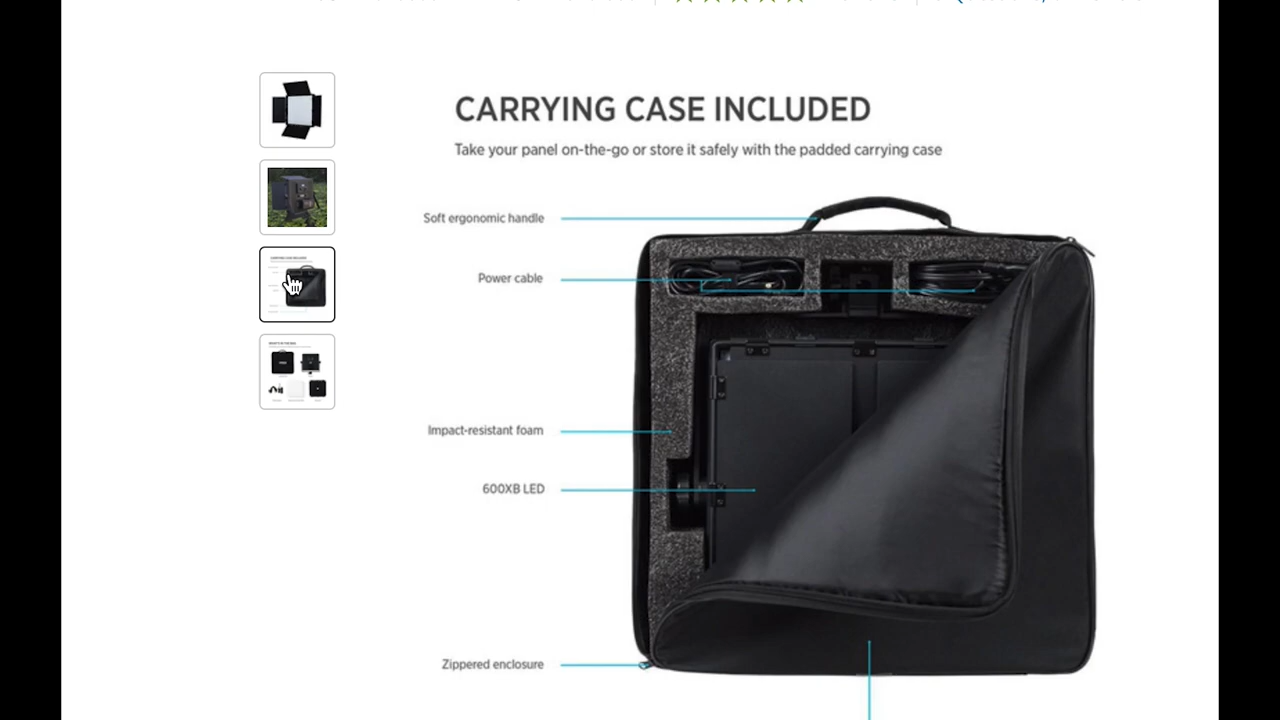 CARRYING CASE INCLUDED
Take your panel on-the-go or store it safely with the padded carrying case
Soft ergonomic handle
Power cable
Impact-resistant foam
600XB LED
Zippered enclosure